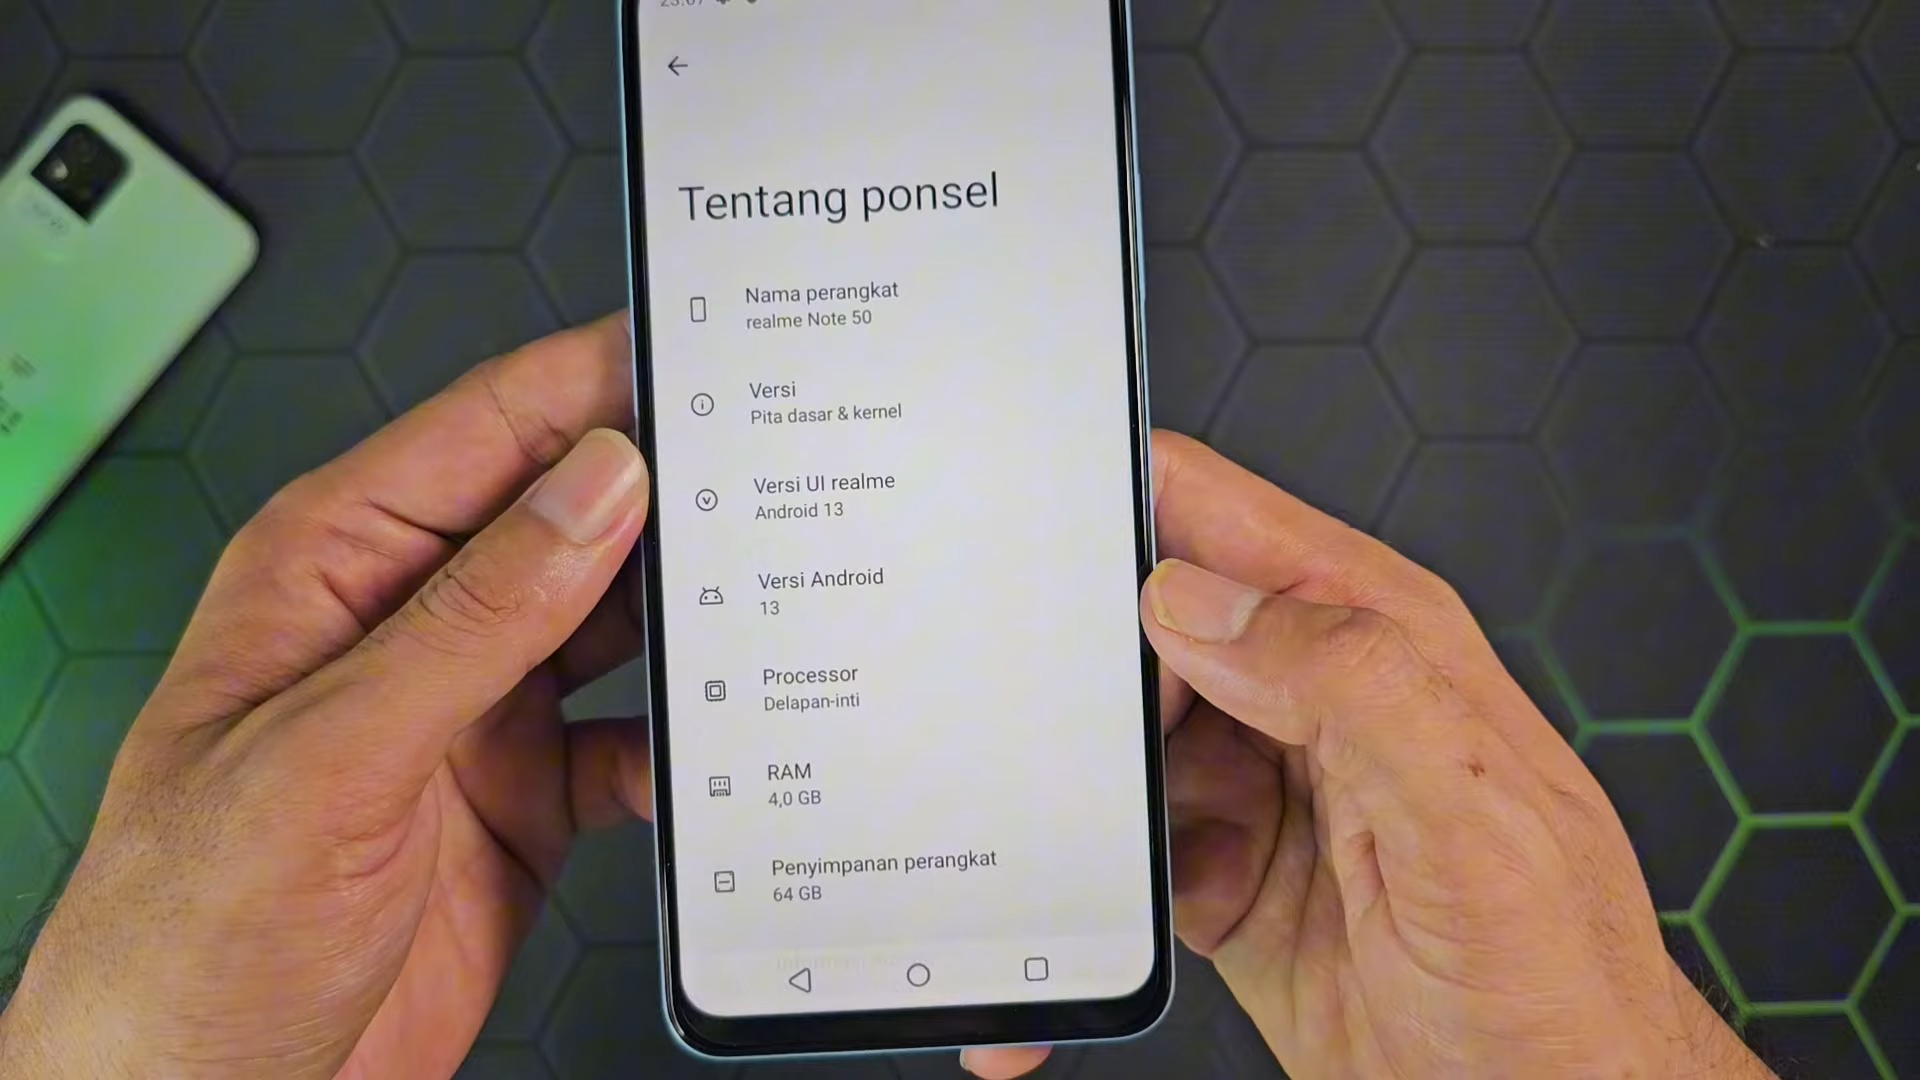 Tentang ponsel
Nama perangkat
realme Note 50
Versi
Pita dasar & kernel
Versi UI realme
Android 13
Versi Android
13
Processor
Delapan-inti
RAM
4,0 GB
Penyimpanan perangkat
64 GB